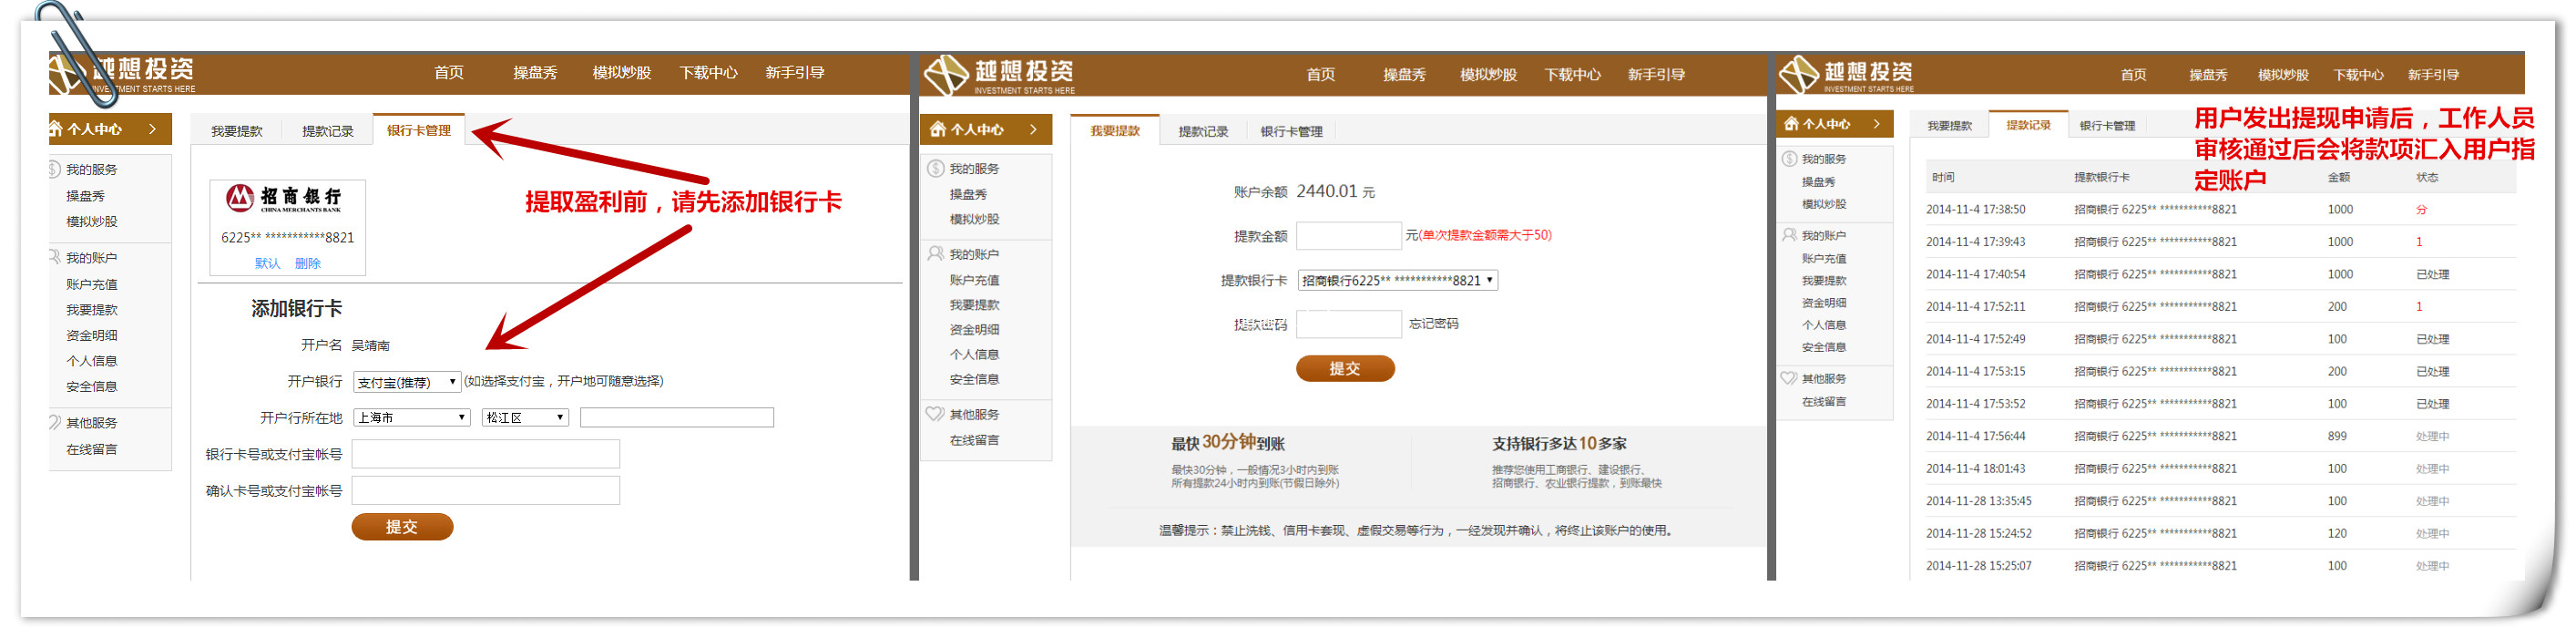 越想投资
INVESTMENT STARTS HERE
首页 操盘秀 模拟炒股 下载中心 新手引导
个人中心
我的服务
操盘秀
模拟炒股
我的账户
账户充值
我要提款
资金明细
个人信息
安全信息
其他服务
在线留言
我要提款 提款记录 银行卡管理
招商银行
CHINA MERCHANTS BANK
6225** ***********8821
默认 删除
提取盈利前，请先添加银行卡
添加银行卡
开户名 吴靖南
开户银行 支付宝(推荐) (如选择支付宝，开户地可随意选择)
开户行所在地 上海市 松江区
银行卡号或支付宝帐号
确认卡号或支付宝帐号
提交
越想投资
INVESTMENT STARTS HERE
首页 操盘秀 模拟炒股 下载中心 新手引导
个人中心
我的服务
操盘秀
模拟炒股
我的账户
账户充值
我要提款
资金明细
个人信息
安全信息
其他服务
在线留言
我要提款 提款记录 银行卡管理
账户余额 2440.01 元
提款金额 元(单次提款金额需大于50)
提款银行卡 招商银行6225** ***********8821
提款密码 忘记密码
提交
最快30分钟到账
最快30分钟，一般情况3小时内到账
所有提款24小时内到账(节假日除外)
支持银行多达10多家
推荐您使用工商银行、建设银行、
招商银行、农业银行提款，到账最快
温馨提示：禁止洗钱、信用卡套现、虚假交易等行为，一经发现并确认，将终止该账户的使用。
越想投资
INVESTMENT STARTS HERE
首页 操盘秀 模拟炒股 下载中心 新手引导
个人中心
我的服务
操盘秀
模拟炒股
我的账户
账户充值
我要提款
资金明细
个人信息
安全信息
其他服务
在线留言
我要提款 提款记录 银行卡管理
用户发出提现申请后，工作人员
审核通过后会将款项汇入用户指
定账户
时间 提款银行卡 金额 状态
2014-11-4 17:38:50 招商银行 6225** ***********8821 1000 分
2014-11-4 17:39:43 招商银行 6225** ***********8821 1000 1
2014-11-4 17:40:54 招商银行 6225** ***********8821 1000 已处理
2014-11-4 17:52:11 招商银行 6225** ***********8821 200 1
2014-11-4 17:52:49 招商银行 6225** ***********8821 100 已处理
2014-11-4 17:53:15 招商银行 6225** ***********8821 200 已处理
2014-11-4 17:53:52 招商银行 6225** ***********8821 100 已处理
2014-11-4 17:56:44 招商银行 6225** ***********8821 899 处理中
2014-11-4 18:01:43 招商银行 6225** ***********8821 100 处理中
2014-11-28 13:35:45 招商银行 6225** ***********8821 100 处理中
2014-11-28 15:24:52 招商银行 6225** ***********8821 120 处理中
2014-11-28 15:25:07 招商银行 6225** ***********8821 100 处理中